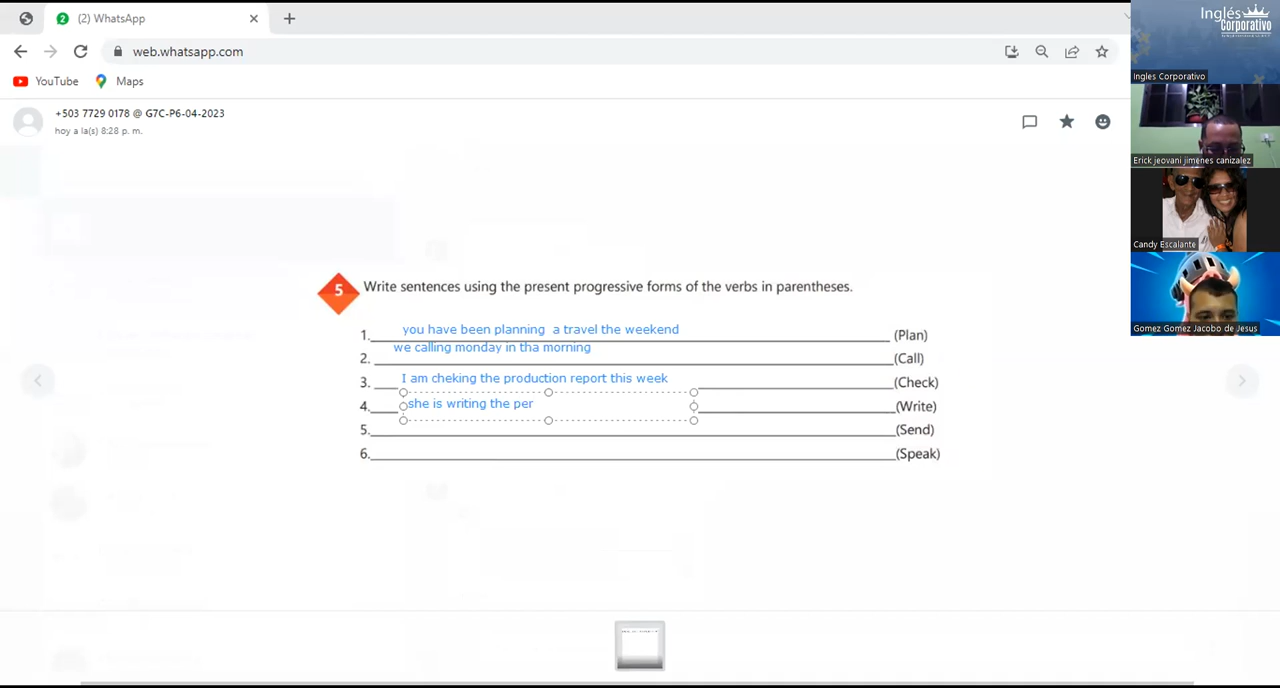 (2) WhatsApp
web.whatsapp.com
YouTube
Maps
+503 7729 0178 @ G7C-P6-04-2023
hoy a la(s) 8:28 p. m.
5 Write sentences using the present progressive forms of the verbs in parentheses.
1. you have been planning a travel the weekend (Plan)
2. we calling monday in tha morning (Call)
3. I am cheking the production report this week (Check)
4. she is writing the per (Write)
5. (Send)
6. (Speak)
Inglés
Corporativo
Ingles Corporativo
Erick jeovani jimenes canizalez
Candy Escalante
Gomez Gomez Jacobo de Jesus